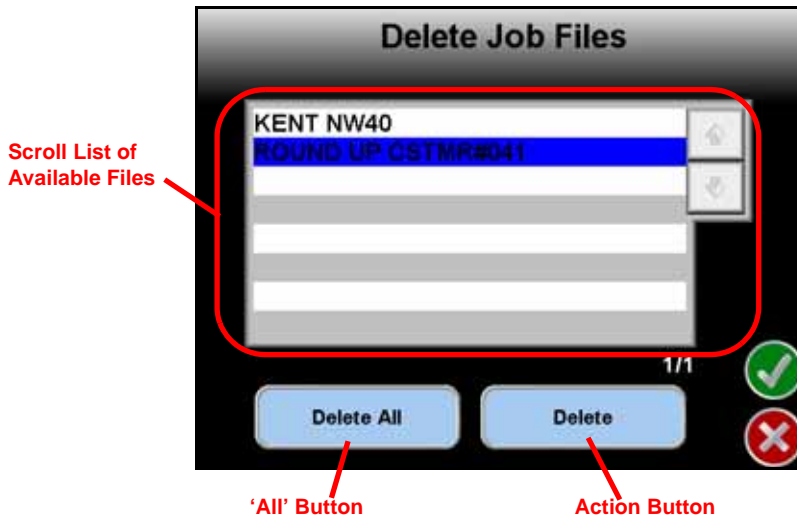 Delete Job Files
KENT NW40
ROUND UP CSTMR#041
Scroll List of
Available Files
1/1
Delete All
Delete
‘All’ Button
Action Button